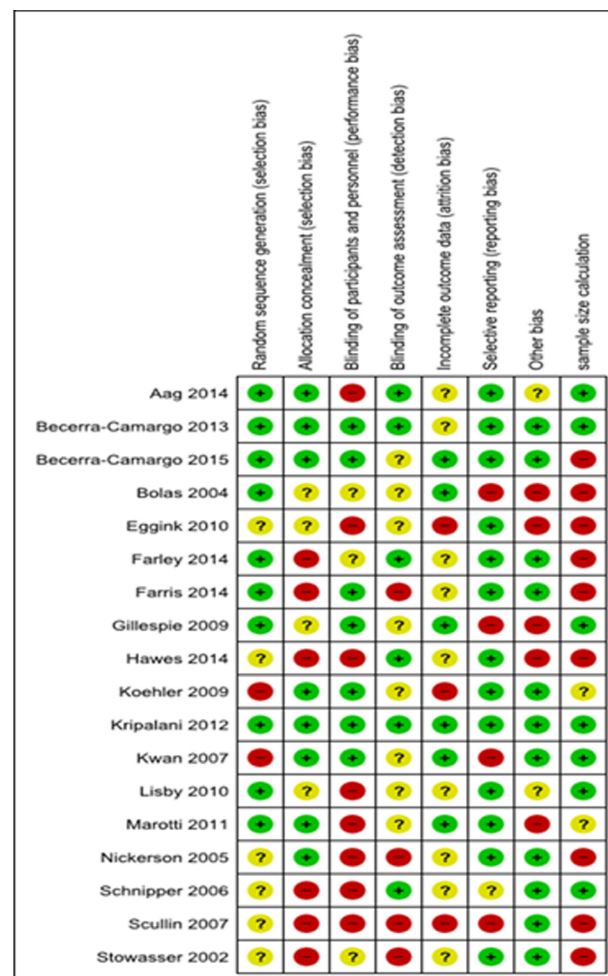 Random sequence generation (selection bias)
Allocation concealment (selection bias)
Blinding of participants and personnel (performance bias)
Blinding of outcome assessment (detection bias)
Incomplete outcome data (attrition bias)
Selective reporting (reporting bias)
Other bias
sample size calculation
Aag 2014 + + - + ? + ? +
Becerra-Camargo 2013 + + + + ? + + +
Becerra-Camargo 2015 + + + ? + + + -
Bolas 2004 + ? ? ? + - - -
Eggink 2010 ? ? - ? - + - -
Farley 2014 + - ? + ? + + -
Farris 2014 + - + - ? + + -
Gillespie 2009 + ? + ? + - - +
Hawes 2014 ? - - + ? + - -
Koehler 2009 - + + ? - + + ?
Kripalani 2012 + + + + + + + +
Kwan 2007 - + + ? + - + +
Lisby 2010 + ? - ? ? + ? +
Marotti 2011 + + - ? + + - ?
Nickerson 2005 ? + - - ? + + -
Schnipper 2006 ? - - + ? ? + +
Scullin 2007 ? - - - - - + -
Stowasser 2002 ? - ? - ? + + -